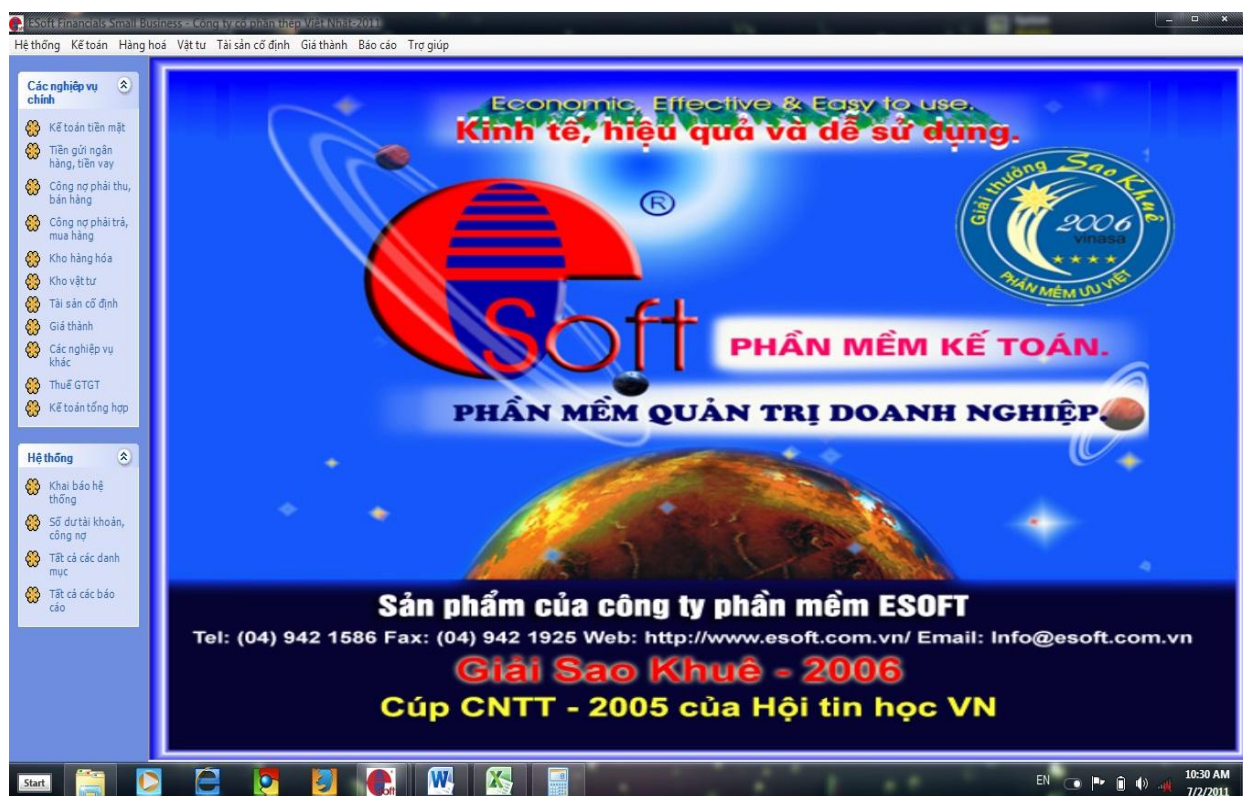 ESoft Financials Small Business - Công ty cổ phần thép Việt Nhật-2011
Hệ thống Kế toán Hàng hoá Vật tư Tài sản cố định Giá thành Báo cáo Trợ giúp
Các nghiệp vụ
chính
Kế toán tiền mặt
Tiền gửi ngân
hàng, tiền vay
Công nợ phải thu,
bán hàng
Công nợ phải trả,
mua hàng
Kho hàng hóa
Kho vật tư
Tài sản cố định
Giá thành
Các nghiệp vụ
khác
Thuế GTGT
Kế toán tổng hợp
Hệ thống
Khai báo hệ
thống
Số dư tài khoản,
công nợ
Tất cả các danh
mục
Tất cả các báo
cáo
Economic, Effective & Easy to use.
Kinh tế, hiệu quả và dễ sử dụng.
®
Soft
Giải thưởng Sao Khuê
2006
vinasa
PHẦN MỀM ƯU VIỆT
PHẦN MỀM KẾ TOÁN.
PHẦN MỀM QUẢN TRỊ DOANH NGHIỆP.
Sản phẩm của công ty phần mềm ESOFT
Tel: (04) 942 1586 Fax: (04) 942 1925 Web: http://www.esoft.com.vn/ Email: Info@esoft.com.vn
Giải Sao Khuê - 2006
Cúp CNTT - 2005 của Hội tin học VN
Start
EN
10:30 AM
7/2/2011